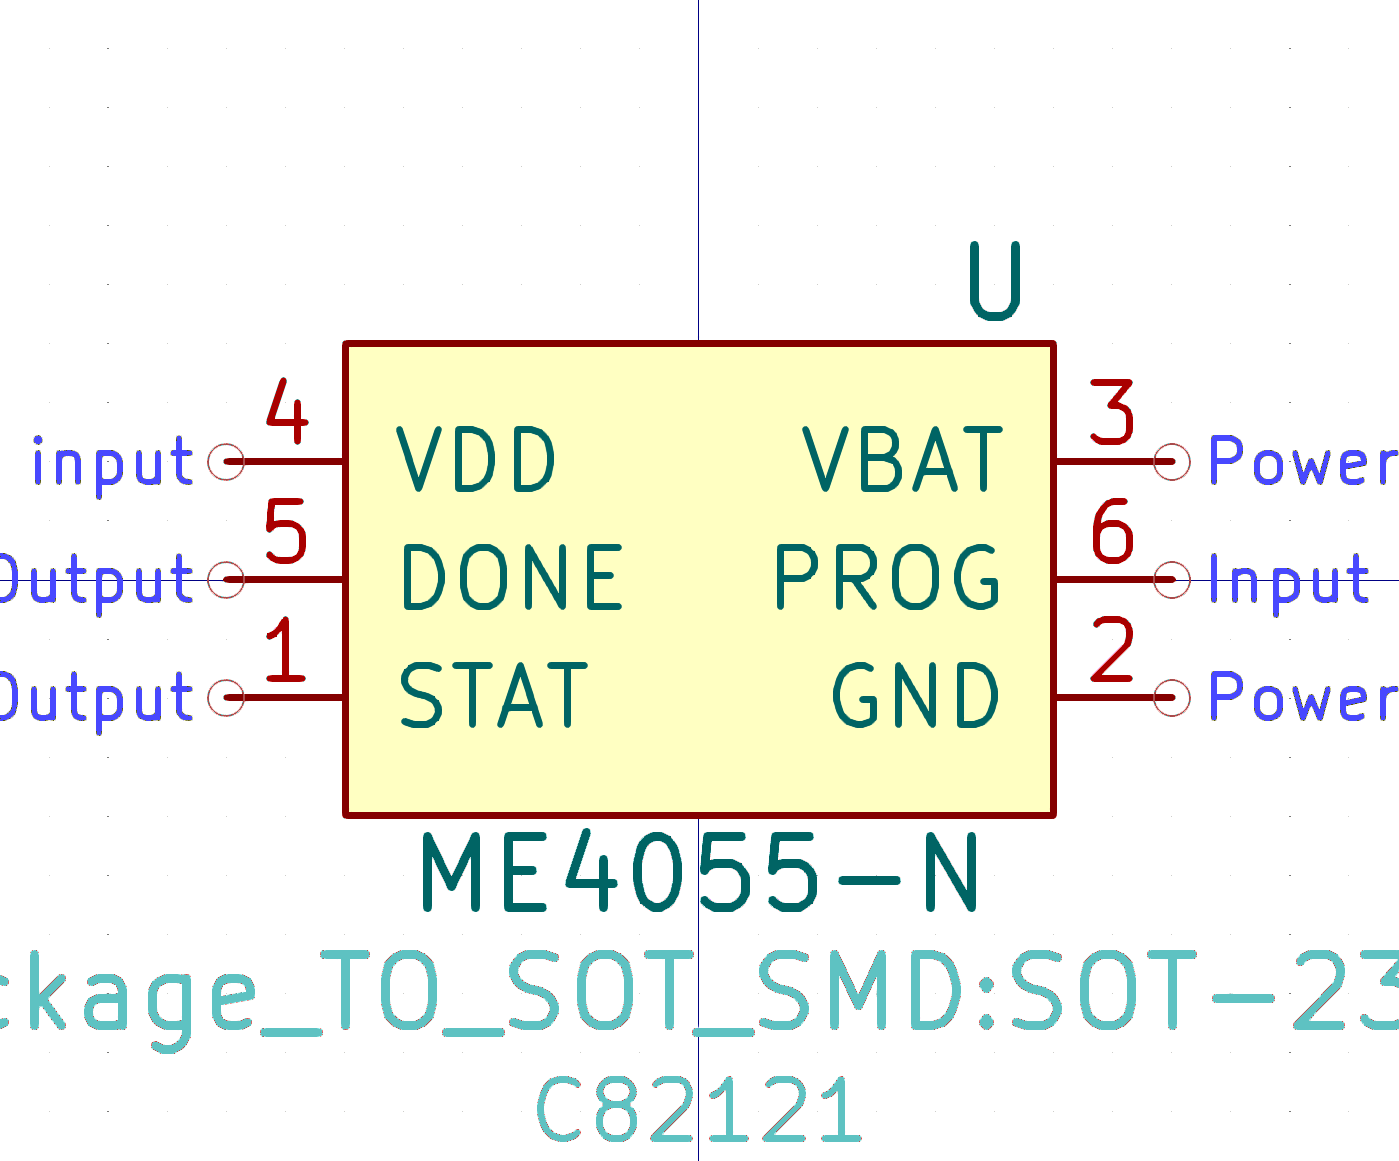 U
4 3
input VDD VBAT Power
5 6
Output DONE PROG Input
1 2
Output STAT GND Power
ME4055-N
ckage_TO_SOT_SMD:SOT-23
C82121